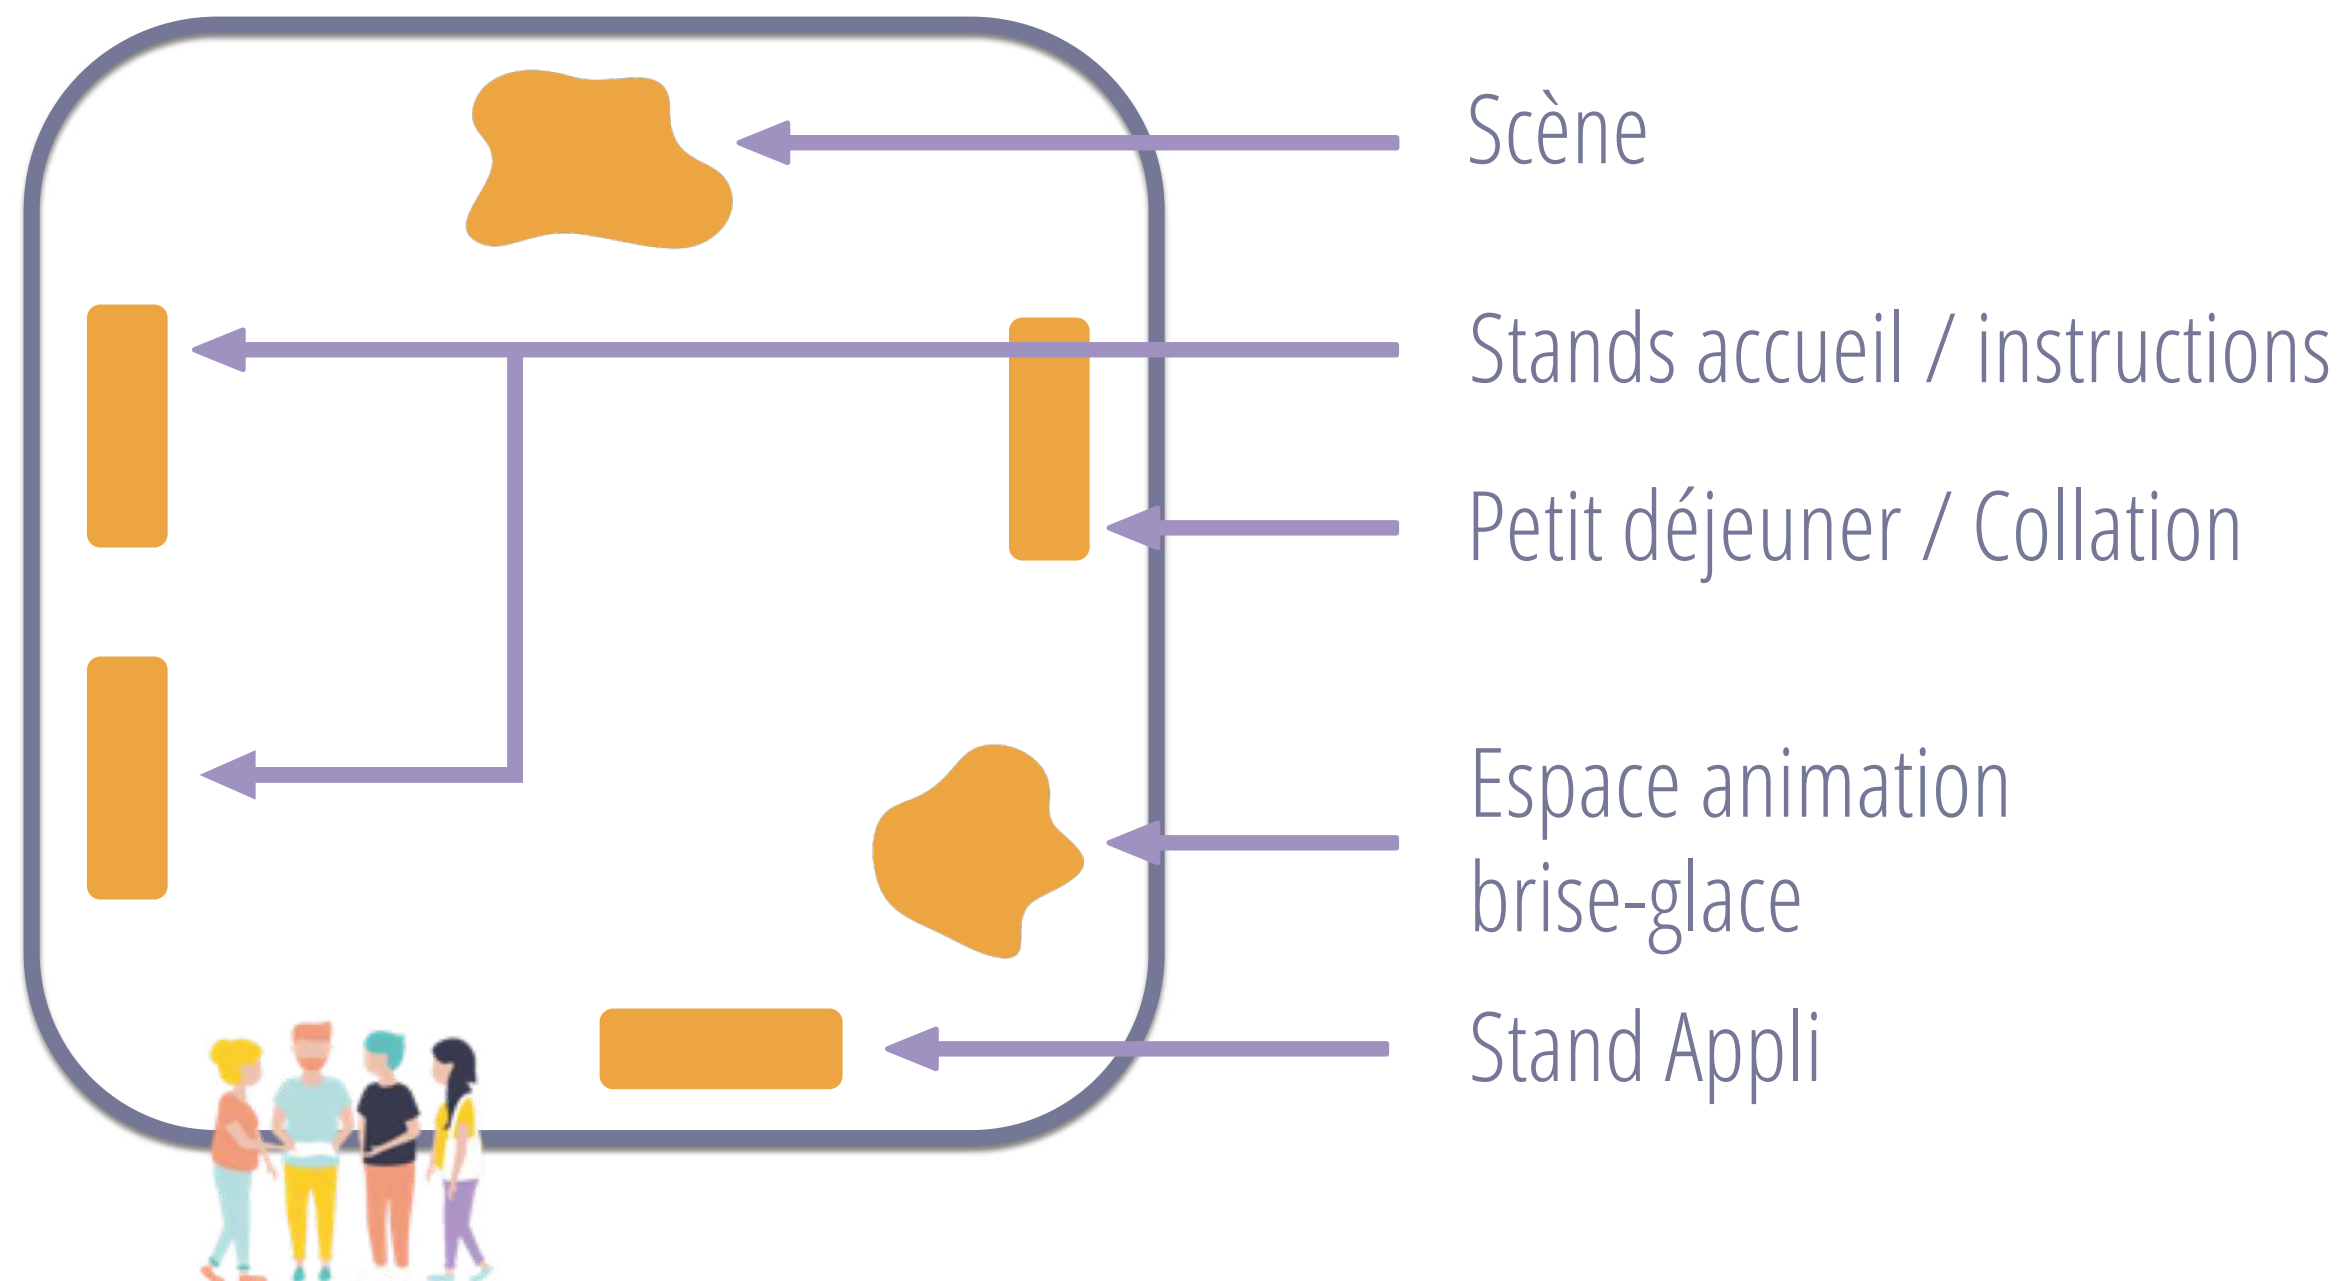 Scène
Stands accueil / instructions
Petit déjeuner / Collation
Espace animation
brise-glace
Stand Appli